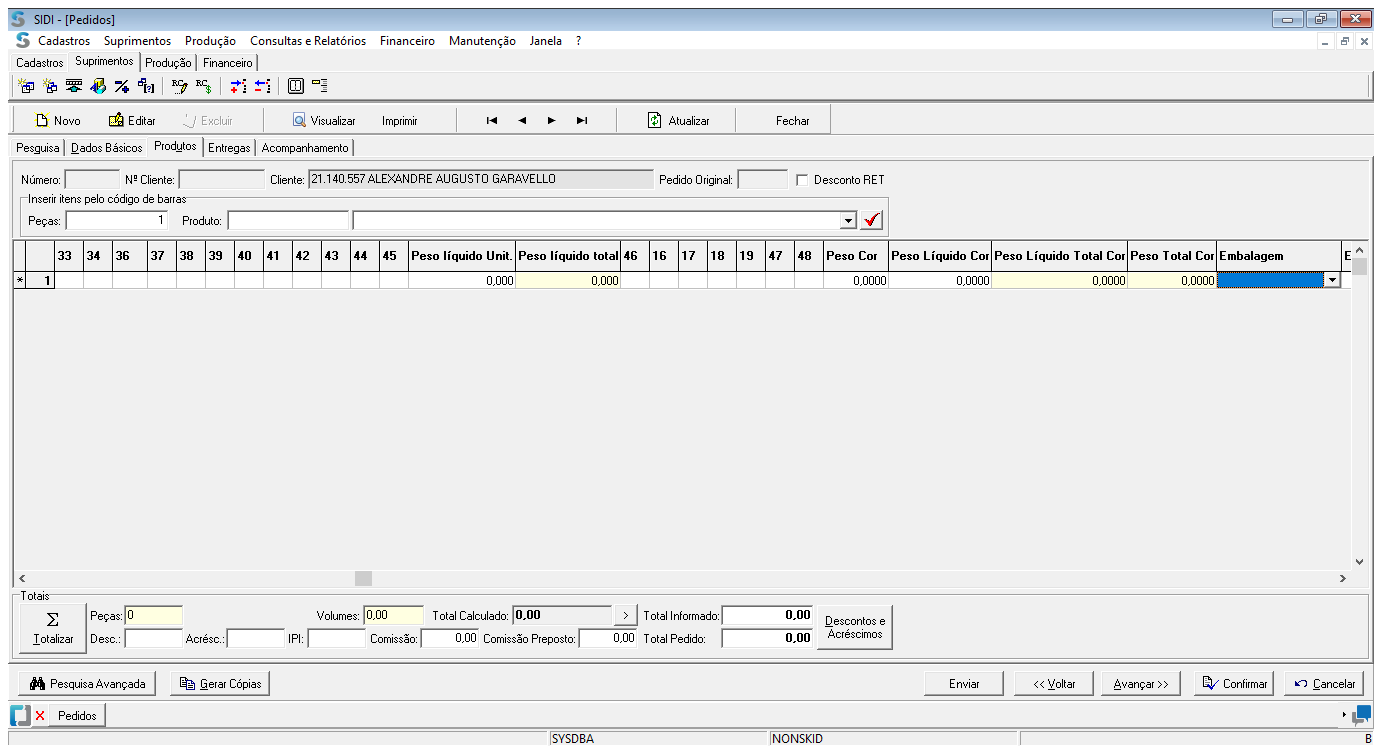 SIDI - [Pedidos]
Cadastros Suprimentos Produção Consultas e Relatórios Financeiro Manutenção Janela ?
Cadastros Suprimentos Produção Financeiro
Novo Editar Excluir Visualizar Imprimir Atualizar Fechar
Pesquisa Dados Básicos Produtos Entregas Acompanhamento
Número: Nº Cliente: Cliente: 21.140.557 ALEXANDRE AUGUSTO GARAVELLO Pedido Original: Desconto RET
Inserir itens pelo código de barras
Peças: 1 Produto:
33 34 36 37 38 39 40 41 42 43 44 45 Peso líquido Unit. Peso líquido total 46 16 17 18 19 47 48 Peso Cor Peso Líquido Cor Peso Líquido Total Cor Peso Total Cor Embalagem E
* 1 0,000 0,000 0,0000 0,0000 0,0000 0,0000
Totais
Σ Totalizar Peças: 0 Volumes: 0,00 Total Calculado: 0,00 > Total Informado: 0,00 Descontos e Acréscimos
Desc.: Acrésc.: IPI: Comissão: 0,00 Comissão Preposto: 0,00 Total Pedido: 0,00
Pesquisa Avançada Gerar Cópias Enviar << Voltar Avançar >> Confirmar Cancelar
Pedidos
SYSDBA NONSKID B